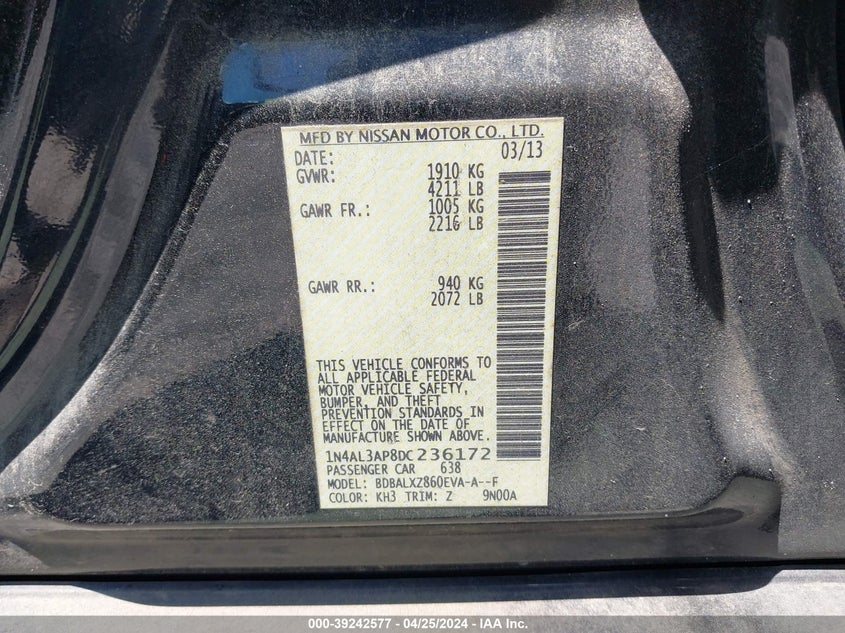 MFD BY NISSAN MOTOR CO., LTD.
DATE: 03/13
GVWR: 1910 KG
4211 LB
GAWR FR.: 1005 KG
2216 LB
GAWR RR.: 940 KG
2072 LB
THIS VEHICLE CONFORMS TO
ALL APPLICABLE FEDERAL
MOTOR VEHICLE SAFETY,
BUMPER, AND THEFT
PREVENTION STANDARDS IN
EFFECT ON THE DATE OF
MANUFACTURE SHOWN ABOVE.
1N4AL3AP8DC236172
PASSENGER CAR 638
MODEL: BDBALXZ860EVA-A--F
COLOR: KH3 TRIM: Z 9N00A
000-39242577 - 04/25/2024 - IAA Inc.